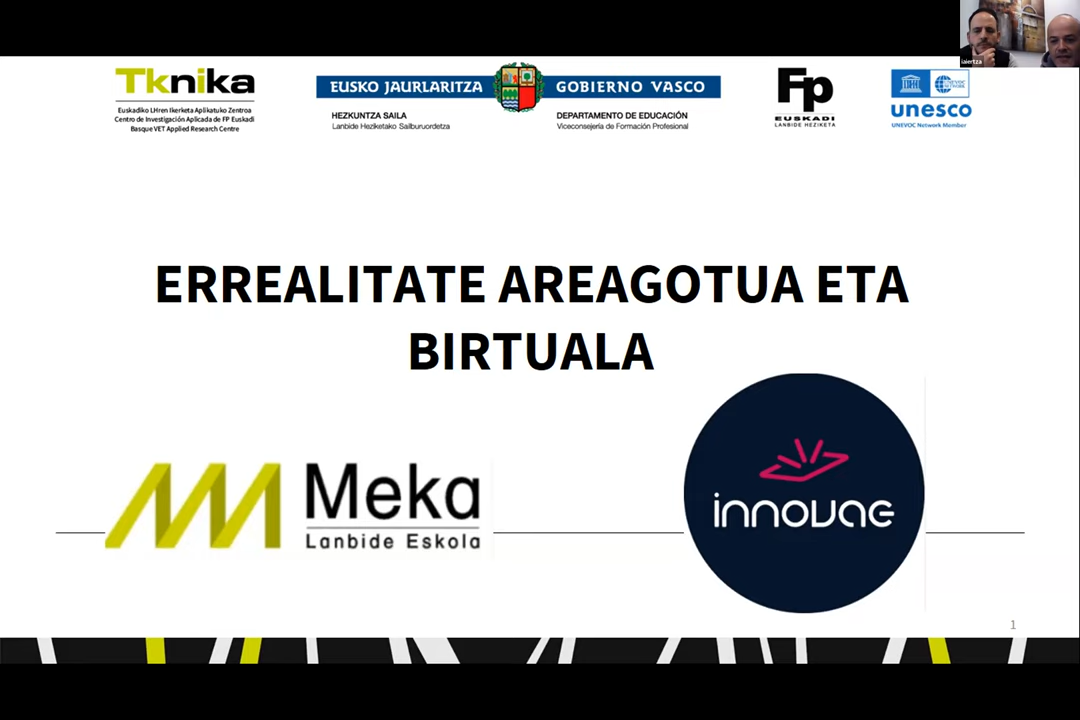 Tknika
Euskadiko LHren Ikerketa Aplikatuko Zentroa
Centro de Investigación Aplicada de FP Euskadi
Basque VET Applied Research Centre
EUSKO JAURLARITZA
GOBIERNO VASCO
HEZKUNTZA SAILA
Lanbide Heziketako Sailburuordetza
DEPARTAMENTO DE EDUCACIÓN
Viceconsejería de Formación Profesional
Fp
EUSKADI
LANBIDE HEZIKETA
unesco
UNEVOC Network Member
iaiertza
ERREALITATE AREAGOTUA ETA
BIRTUALA
Meka
Lanbide Eskola
innovae
1